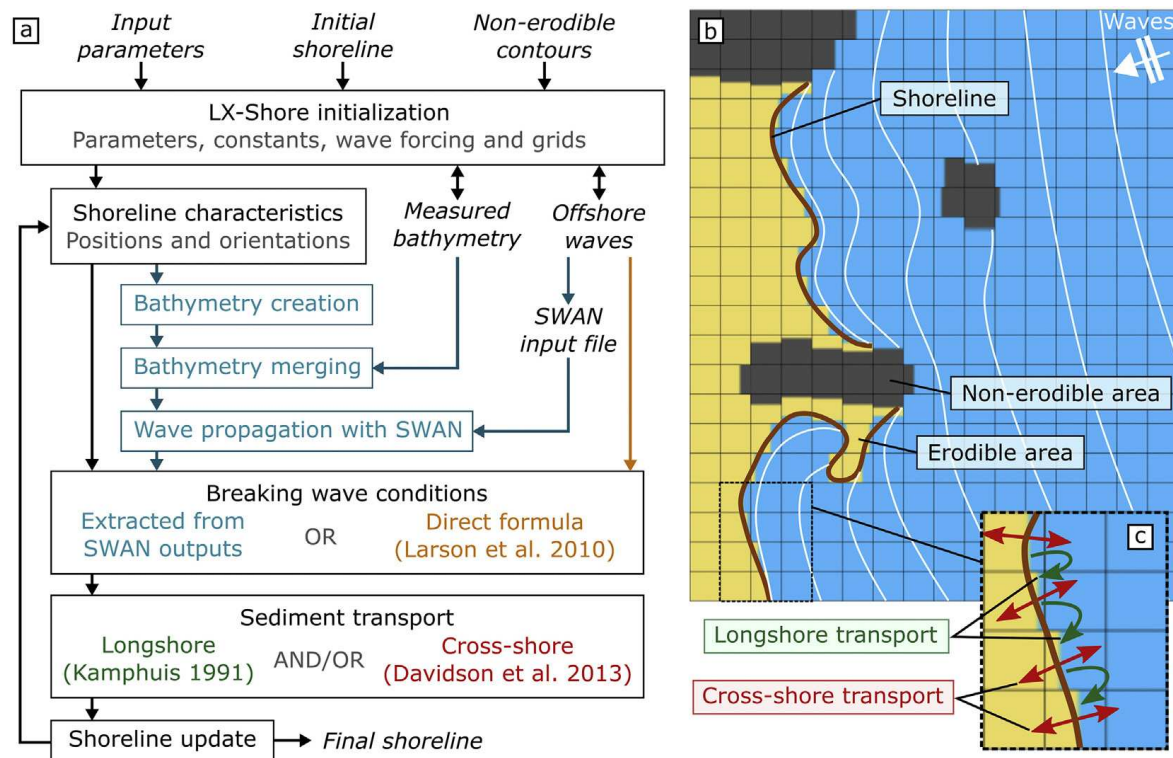 a
Input
parameters
Initial
shoreline
Non-erodible
contours
LX-Shore initialization
Parameters, constants, wave forcing and grids
Shoreline characteristics
Positions and orientations
Measured
bathymetry
Offshore
waves
Bathymetry creation
SWAN
input file
Bathymetry merging
Wave propagation with SWAN
Breaking wave conditions
Extracted from
SWAN outputs
OR
Direct formula
(Larson et al. 2010)
Sediment transport
Longshore
(Kamphuis 1991)
AND/OR
Cross-shore
(Davidson et al. 2013)
Shoreline update
Final shoreline
b
Waves
Shoreline
Non-erodible area
Erodible area
c
Longshore transport
Cross-shore transport